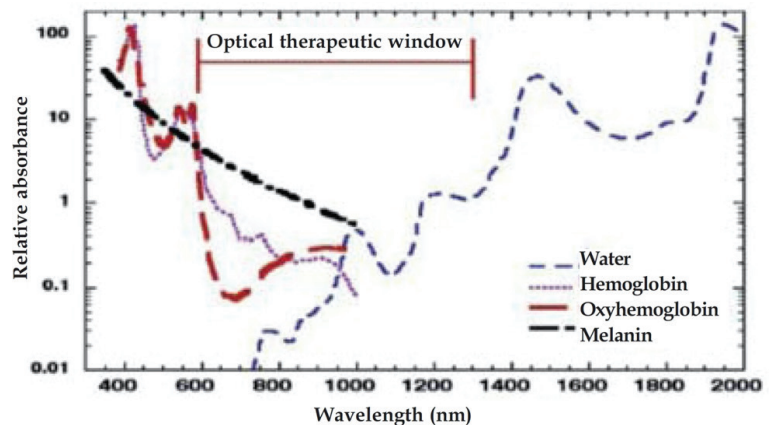 Optical therapeutic window
Relative absorbance
100
10
1
0.1
0.01
Water
Hemoglobin
Oxyhemoglobin
Melanin
400 600 800 1000 1200 1400 1600 1800 2000
Wavelength (nm)